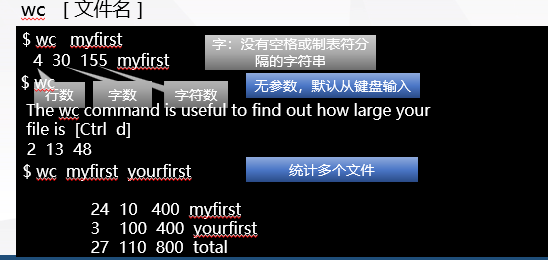 wc [ 文件名 ]
$ wc myfirst
4 30 155 myfirst
字：没有空格或制表符分
隔的字符串
$ wc
行数 字数 字符数
无参数，默认从键盘输入
The wc command is useful to find out how large your
file is [Ctrl d]
2 13 48
$ wc myfirst yourfirst
统计多个文件
24 10 400 myfirst
3 100 400 yourfirst
27 110 800 total